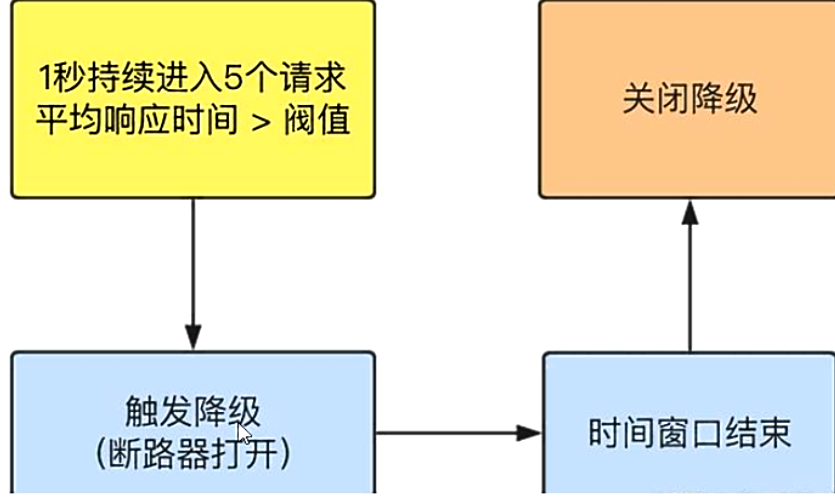 1秒持续进入5个请求
平均响应时间 > 阀值
关闭降级
触发降级
（断路器打开）
时间窗口结束